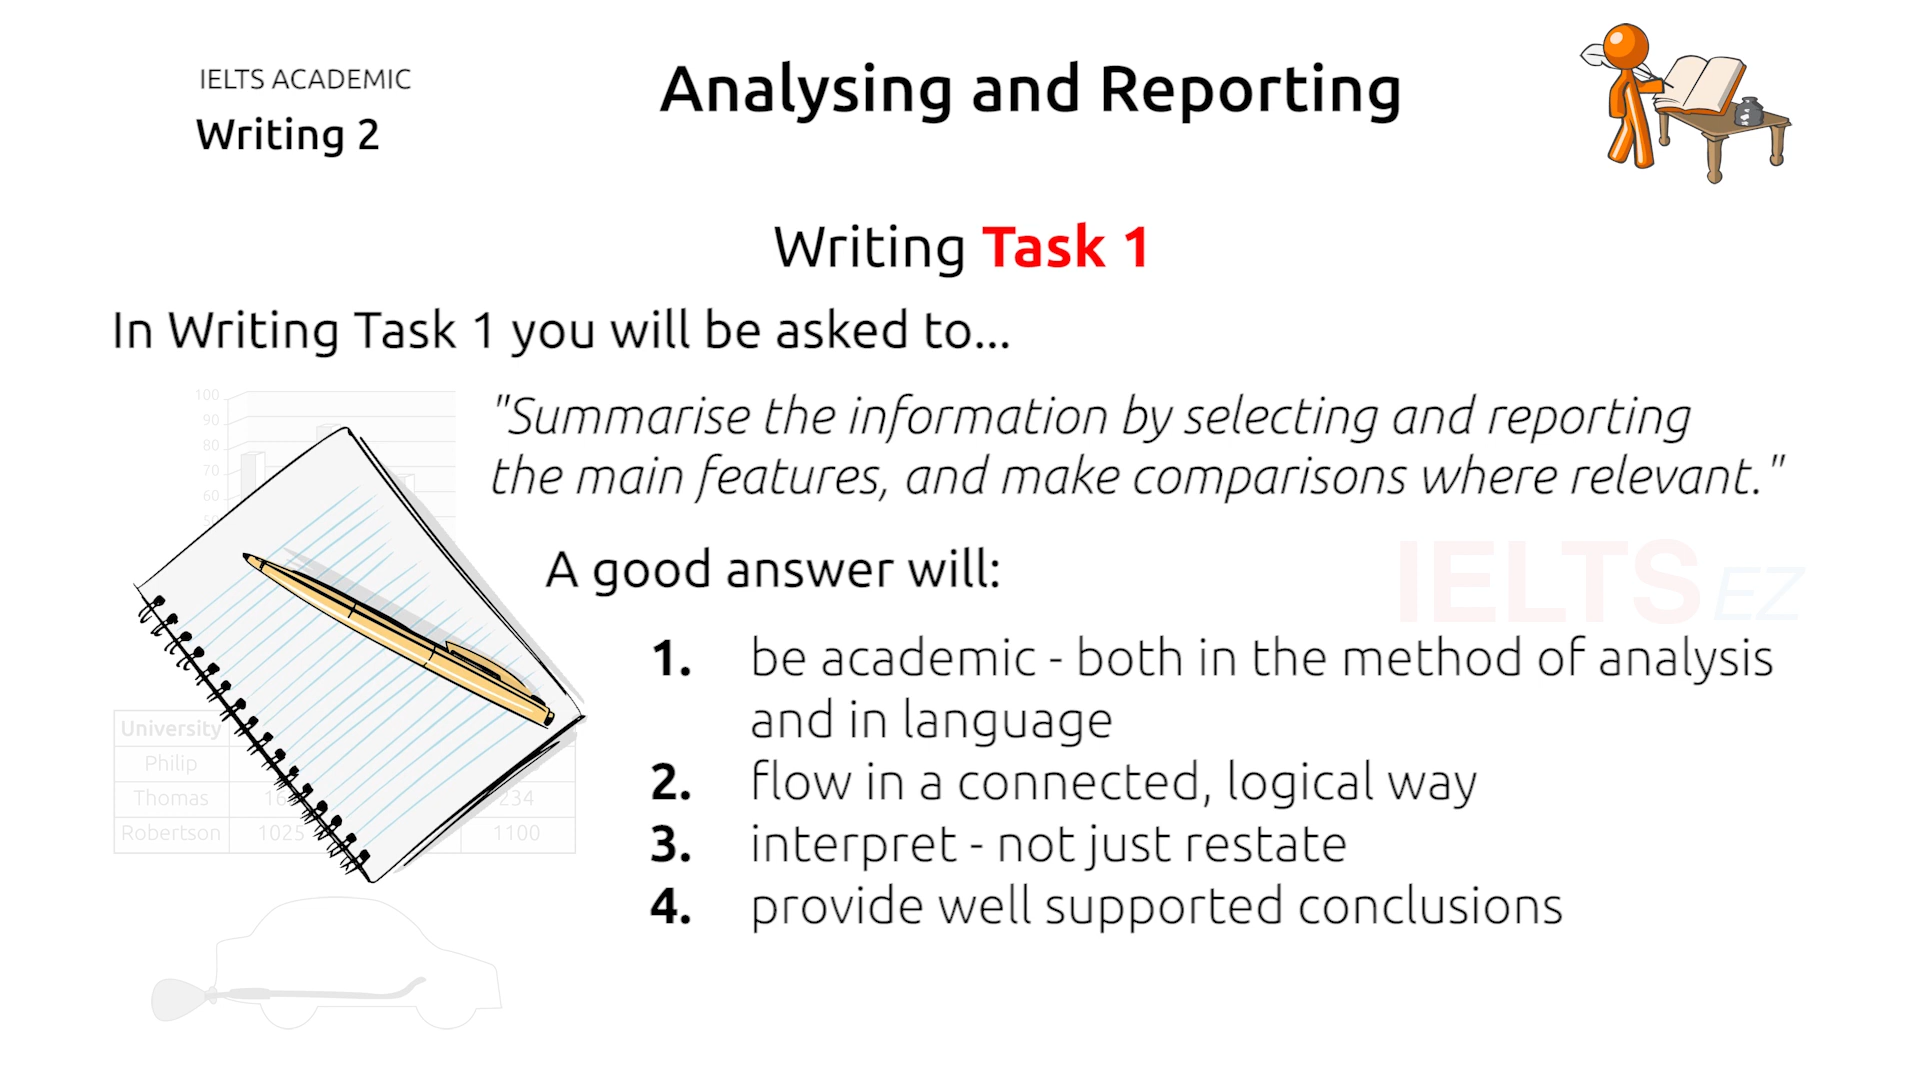 IELTS ACADEMIC
Writing 2
Analysing and Reporting
Writing Task 1
In Writing Task 1 you will be asked to...
"Summarise the information by selecting and reporting
the main features, and make comparisons where relevant."
A good answer will:
1. be academic - both in the method of analysis
and in language
2. flow in a connected, logical way
3. interpret - not just restate
4. provide well supported conclusions
IELTS EZ
100
90
80
70
60
University
Philip
Thomas
Robertson 1025 1100